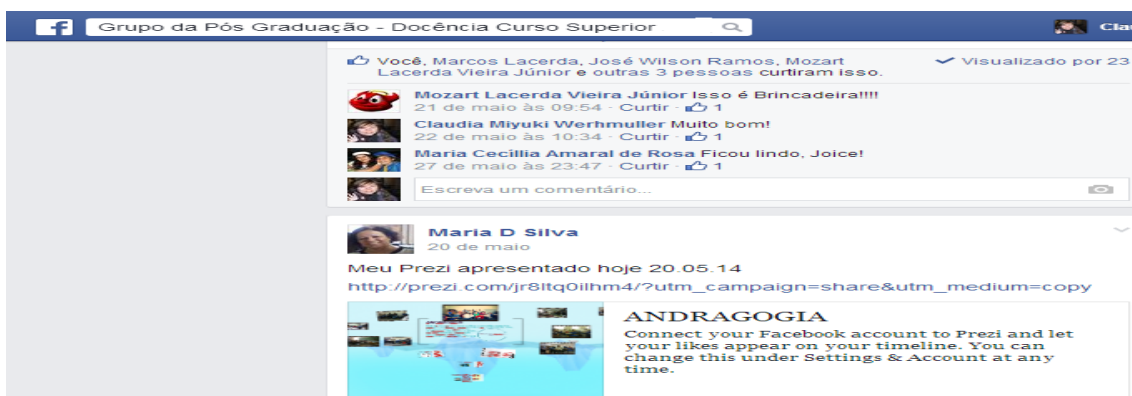 f Grupo da Pós Graduação - Docência Curso Superior
Você, Marcos Lacerda, José Wilson Ramos, Mozart
Lacerda Vieira Júnior e outras 3 pessoas curtiram isso.
Visualizado por 23
Mozart Lacerda Vieira Júnior Isso é Brincadeira!!!!
21 de maio às 09:54 · Curtir · 1
Claudia Miyuki Werhmuller Muito bom!
22 de maio às 10:34 · Curtir · 1
Maria Cecíllia Amaral de Rosa Ficou lindo, Joice!
27 de maio às 23:47 · Curtir · 1
Escreva um comentário...
Maria D Silva
20 de maio
Meu Prezi apresentado hoje 20.05.14
http://prezi.com/jr8ltq0ilhm4/?utm_campaign=share&utm_medium=copy
ANDRAGOGIA
Connect your Facebook account to Prezi and let
your likes appear on your timeline. You can
change this under Settings & Account at any
time.